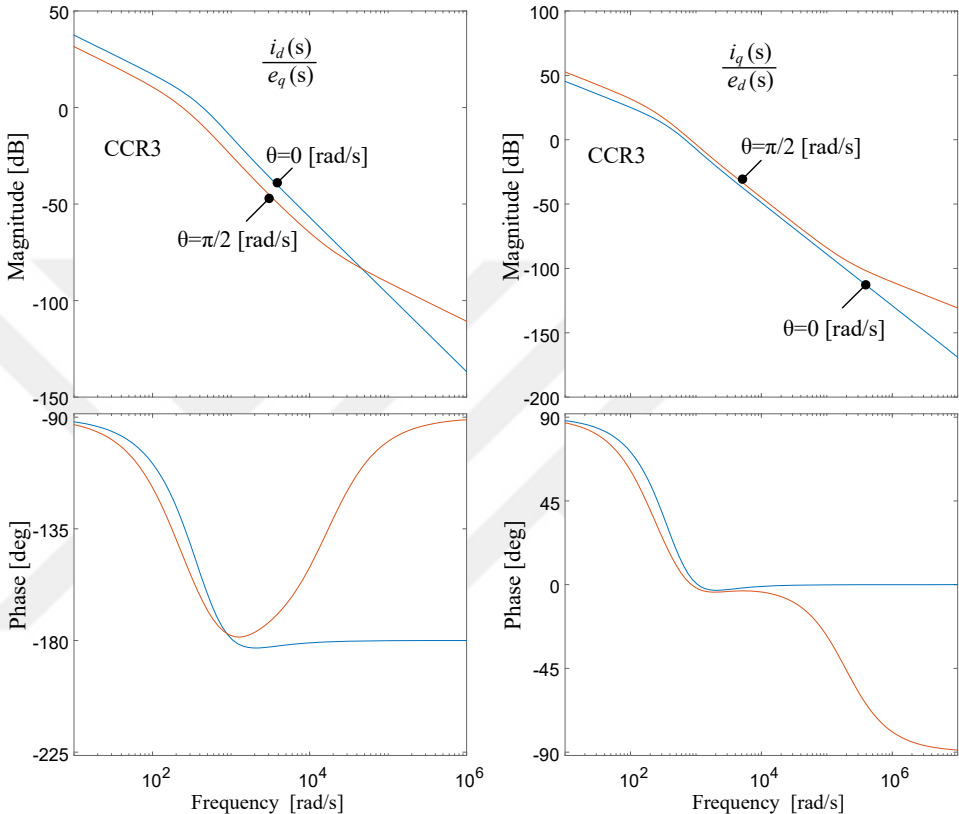 50
0
-50
-100
-150
Magnitude [dB]
i_d(s)
e_q(s)
CCR3
θ=0 [rad/s]
θ=π/2 [rad/s]
100
50
0
-50
-100
-150
-200
Magnitude [dB]
i_q(s)
e_d(s)
CCR3
θ=π/2 [rad/s]
θ=0 [rad/s]
-90
-135
-180
-225
Phase [deg]
10^2
10^3
10^4
10^6
Frequency [rad/s]
90
45
0
-45
-90
Phase [deg]
10^2
10^4
10^6
Frequency [rad/s]